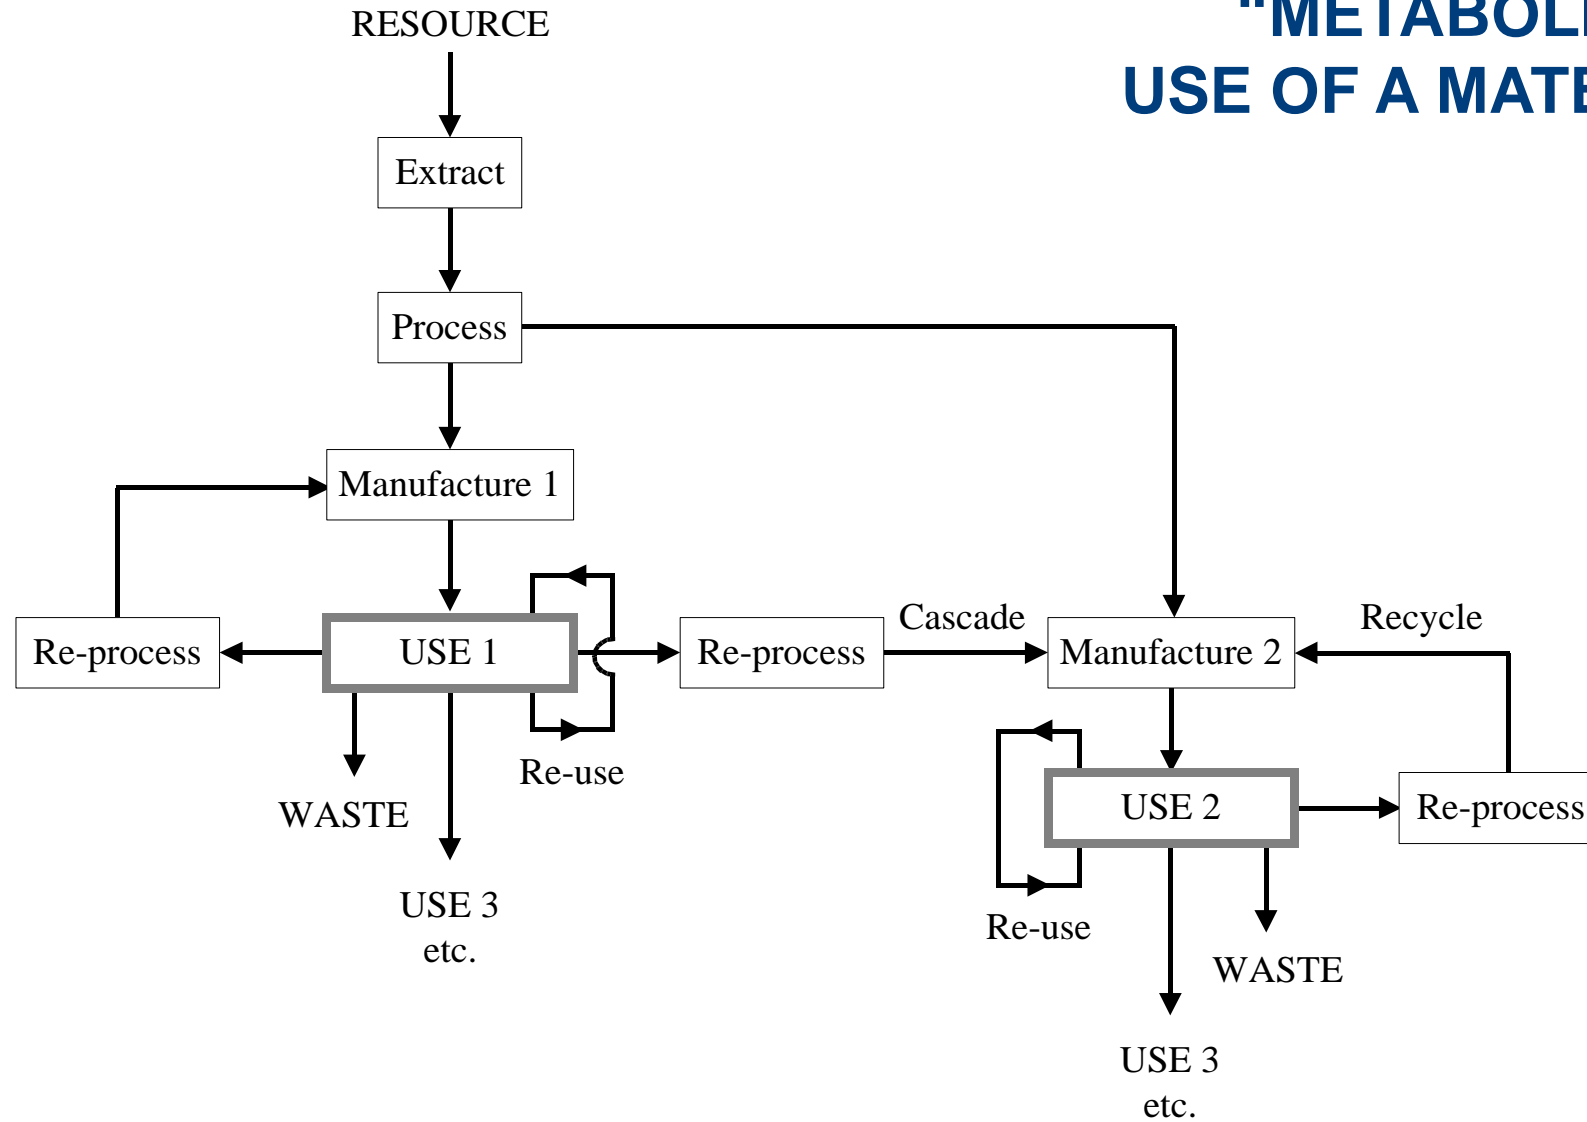 RESOURCE
"METABOLI
USE OF A MATE
Extract
Process
Manufacture 1
Re-process
USE 1
Re-process
Cascade
Manufacture 2
Recycle
Re-use
WASTE
USE 2
Re-process
USE 3
etc.
Re-use
WASTE
USE 3
etc.